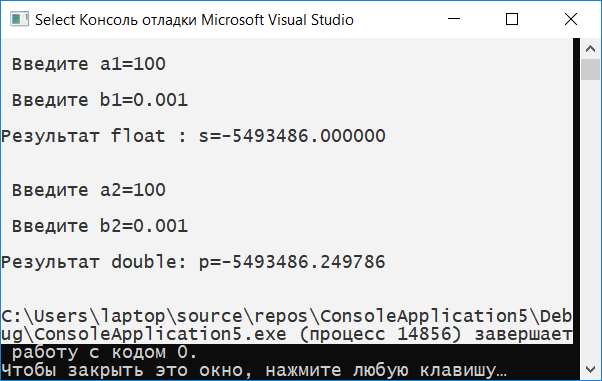 Select Консоль отладки Microsoft Visual Studio
Введите a1=100
Введите b1=0.001
Результат float : s=-5493486.000000
Введите a2=100
Введите b2=0.001
Результат double: p=-5493486.249786
C:\Users\laptop\source\repos\ConsoleApplication5\Deb
ug\ConsoleApplication5.exe (процесс 14856) завершает
работу с кодом 0.
Чтобы закрыть это окно, нажмите любую клавишу…